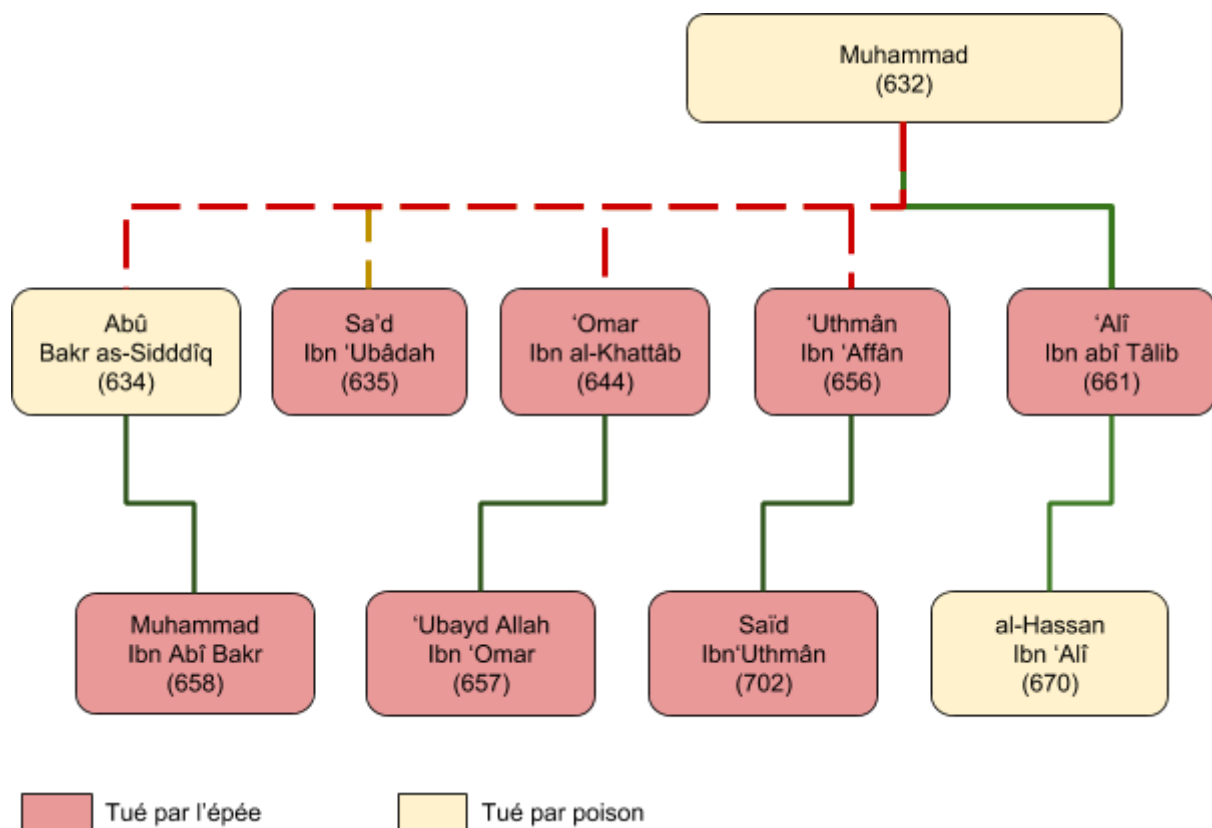 Muhammad
(632)
Abû
Bakr as-Sidddîq
(634)
Sa’d
Ibn ‘Ubâdah
(635)
‘Omar
Ibn al-Khattâb
(644)
‘Uthmân
Ibn ‘Affân
(656)
‘Alî
Ibn abî Tâlib
(661)
Muhammad
Ibn Abî Bakr
(658)
‘Ubayd Allah
Ibn ‘Omar
(657)
Saïd
Ibn‘Uthmân
(702)
al-Hassan
Ibn ‘Alî
(670)
Tué par l’épée
Tué par poison